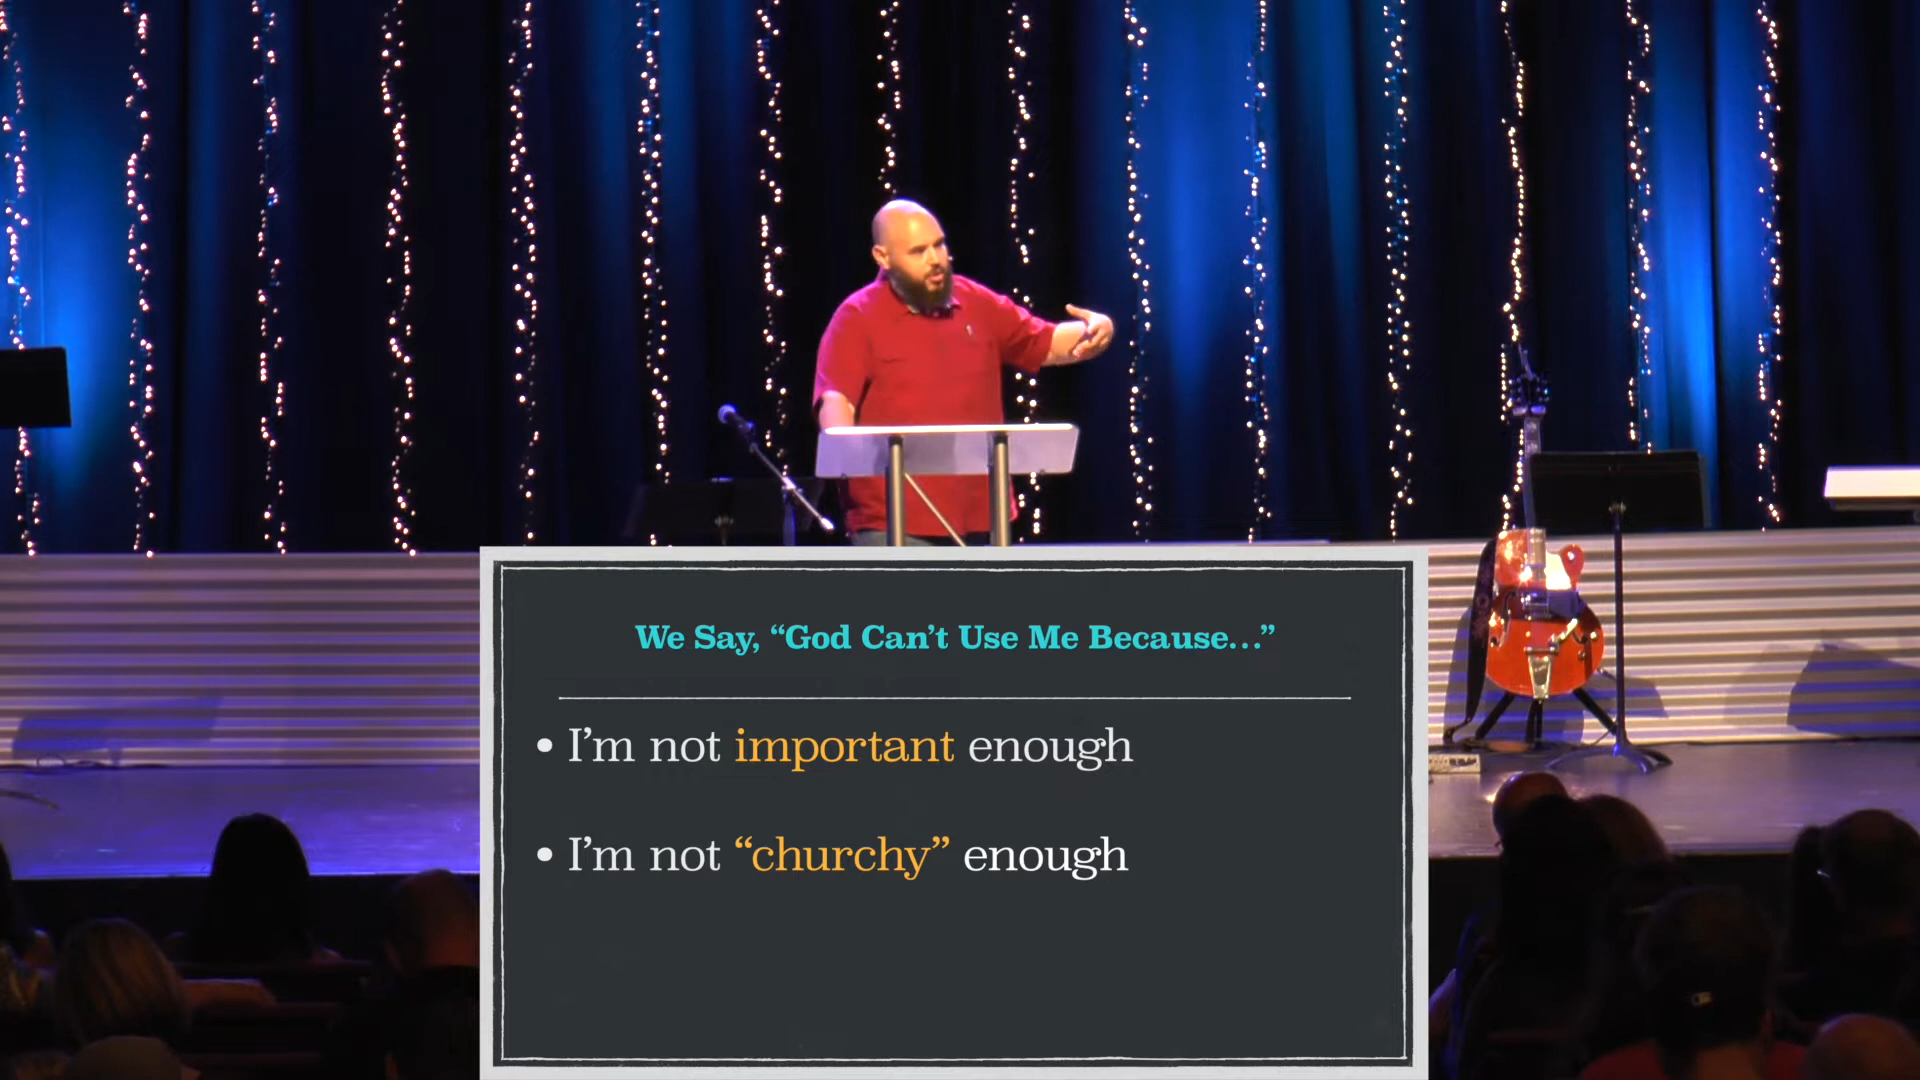 We Say, “God Can’t Use Me Because…”
• I’m not important enough
• I’m not “churchy” enough